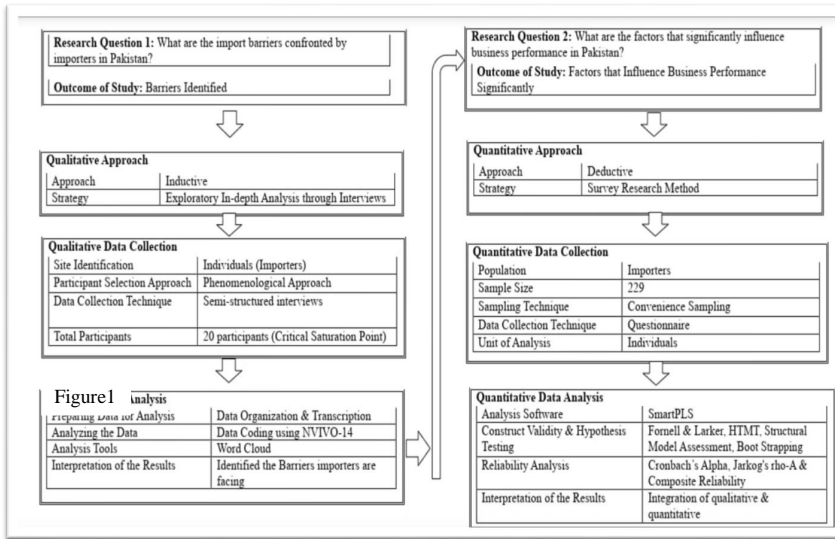 Research Question 1: What are the import barriers confronted by
importers in Pakistan?
Outcome of Study: Barriers Identified
Qualitative Approach
Approach Inductive
Strategy Exploratory In-depth Analysis through Interviews
Qualitative Data Collection
Site Identification Individuals (Importers)
Participant Selection Approach Phenomenological Approach
Data Collection Technique Semi-structured interviews
Total Participants 20 participants (Critical Saturation Point)
Figure1 Analysis
Preparing Data for Analysis Data Organization & Transcription
Analyzing the Data Data Coding using NVIVO-14
Analysis Tools Word Cloud
Interpretation of the Results Identified the Barriers importers are
facing
Research Question 2: What are the factors that significantly influence
business performance in Pakistan?
Outcome of Study: Factors that Influence Business Performance
Significantly
Quantitative Approach
Approach Deductive
Strategy Survey Research Method
Quantitative Data Collection
Population Importers
Sample Size 229
Sampling Technique Convenience Sampling
Data Collection Technique Questionnaire
Unit of Analysis Individuals
Quantitative Data Analysis
Analysis Software SmartPLS
Construct Validity & Hypothesis Fornell & Larker, HTMT, Structural
Testing Model Assessment, Boot Strapping
Reliability Analysis Cronbach's Alpha, Jarkog's rho-A &
Composite Reliability
Interpretation of the Results Integration of qualitative &
quantitative